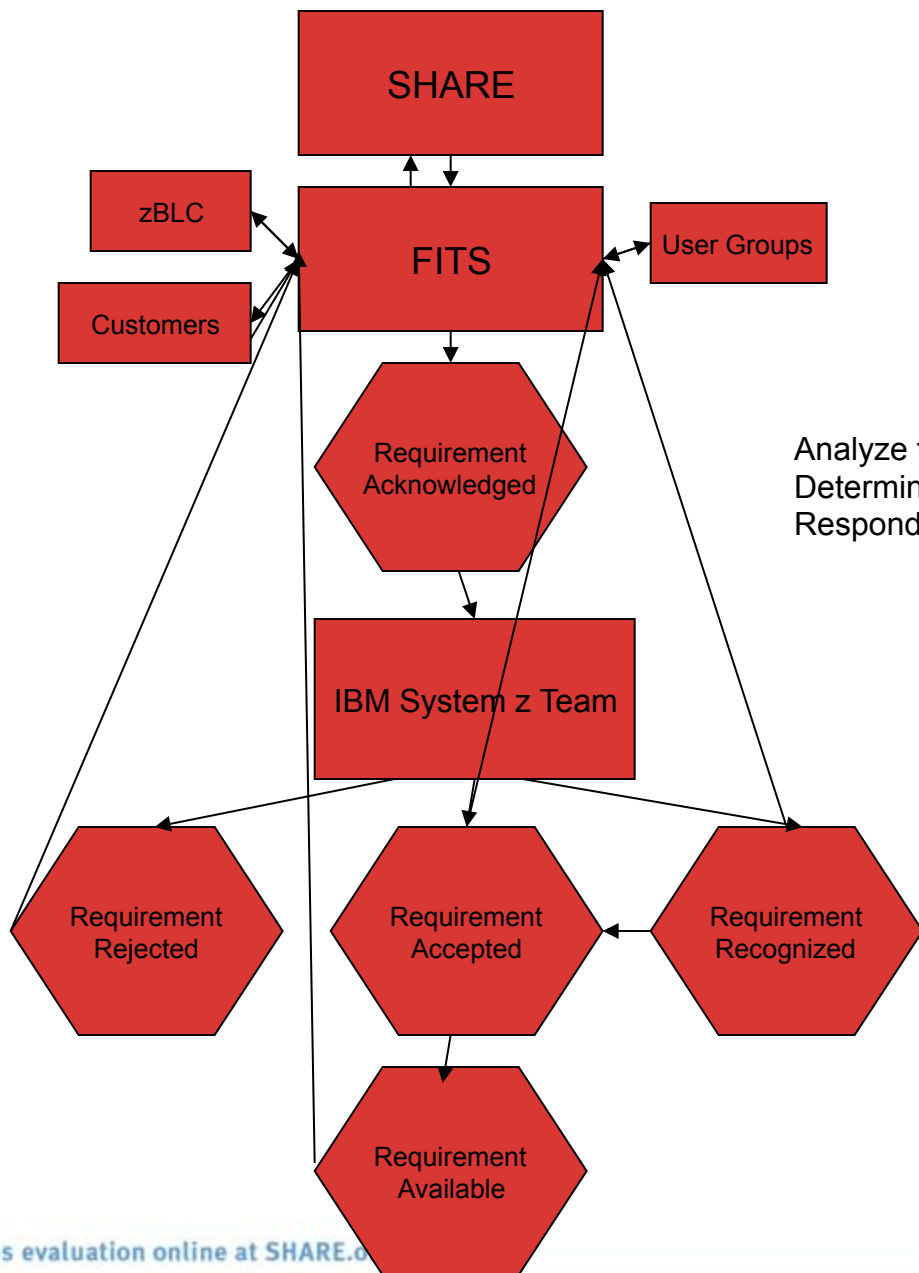 SHARE
zBLC
FITS
User Groups
Customers
Requirement
Acknowledged
Analyze
Respond
IBM System z Team
Requirement
Rejected
Requirement
Accepted
Requirement
Recognized
Requirement
Available
s evaluation online at SHARE.o